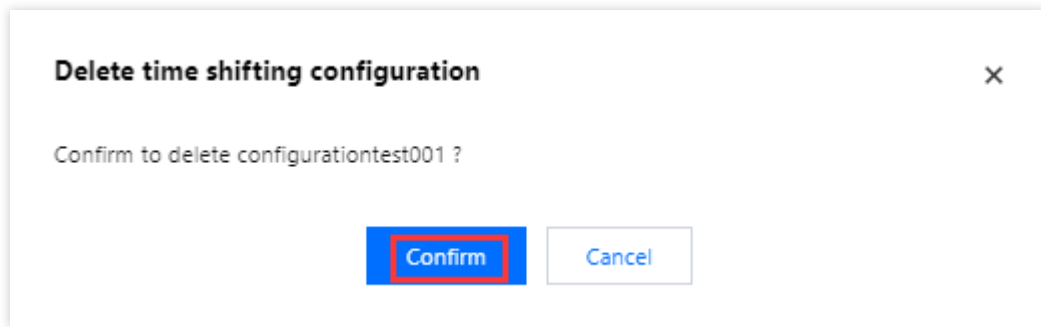 Delete time shifting configuration
Confirm to delete configurationtest001 ?
Confirm Cancel